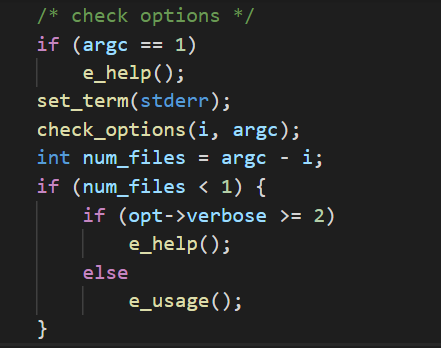 /* check options */
if (argc == 1)
    e_help();
set_term(stderr);
check_options(i, argc);
int num_files = argc - i;
if (num_files < 1) {
    if (opt->verbose >= 2)
        e_help();
    else
        e_usage();
}